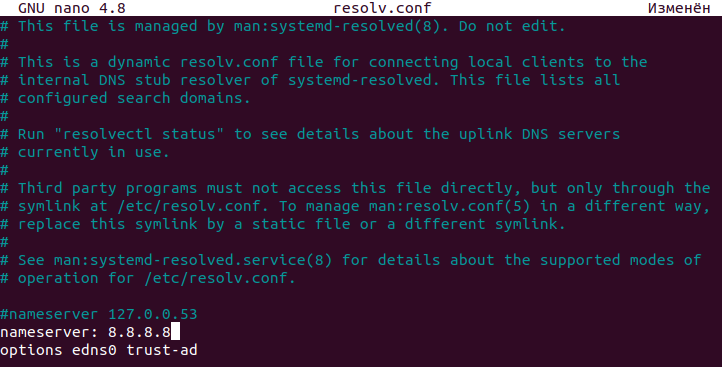 GNU nano 4.8 resolv.conf Изменён
# This file is managed by man:systemd-resolved(8). Do not edit.
#
# This is a dynamic resolv.conf file for connecting local clients to the
# internal DNS stub resolver of systemd-resolved. This file lists all
# configured search domains.
#
# Run "resolvectl status" to see details about the uplink DNS servers
# currently in use.
#
# Third party programs must not access this file directly, but only through the
# symlink at /etc/resolv.conf. To manage man:resolv.conf(5) in a different way,
# replace this symlink by a static file or a different symlink.
#
# See man:systemd-resolved.service(8) for details about the supported modes of
# operation for /etc/resolv.conf.
#nameserver 127.0.0.53
nameserver: 8.8.8.8
options edns0 trust-ad